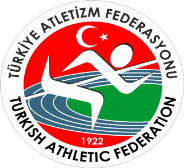 TÜRKİYE ATLETİZM FEDERASYONU
1922
TURKISH ATHLETIC FEDERATION